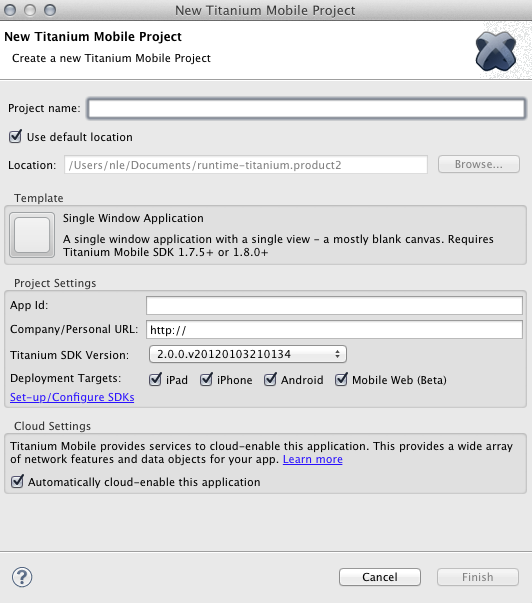 New Titanium Mobile Project
New Titanium Mobile Project
Create a new Titanium Mobile Project
Project name:
Use default location
Location: /Users/nle/Documents/runtime-titanium.product2 Browse...
Template
Single Window Application
A single window application with a single view - a mostly blank canvas. Requires
Titanium Mobile SDK 1.7.5+ or 1.8.0+
Project Settings
App Id:
Company/Personal URL: http://
Titanium SDK Version: 2.0.0.v20120103210134
Deployment Targets: iPad iPhone Android Mobile Web (Beta)
Set-up/Configure SDKs
Cloud Settings
Titanium Mobile provides services to cloud-enable this application. This provides a wide array
of network features and data objects for your app. Learn more
Automatically cloud-enable this application
? Cancel Finish